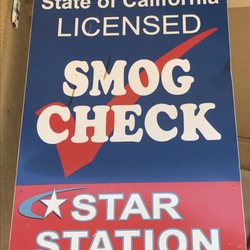 State of California
LICENSED
SMOG
CHECK
STAR
STATION